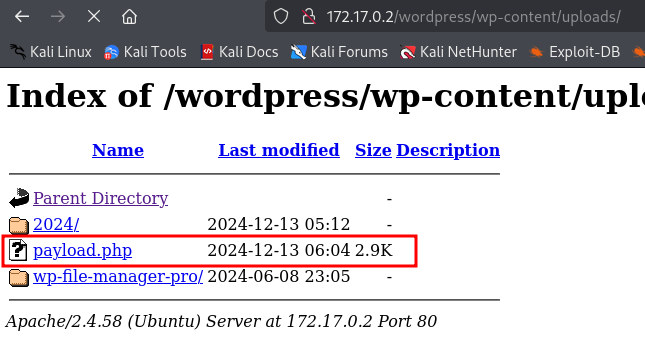 172.17.0.2/wordpress/wp-content/uploads/
Kali Linux Kali Tools Kali Docs Kali Forums Kali NetHunter Exploit-DB
Index of /wordpress/wp-content/upl
Name Last modified Size Description
Parent Directory -
2024/ 2024-12-13 05:12 -
payload.php 2024-12-13 06:04 2.9K
wp-file-manager-pro/ 2024-06-08 23:05 -
Apache/2.4.58 (Ubuntu) Server at 172.17.0.2 Port 80